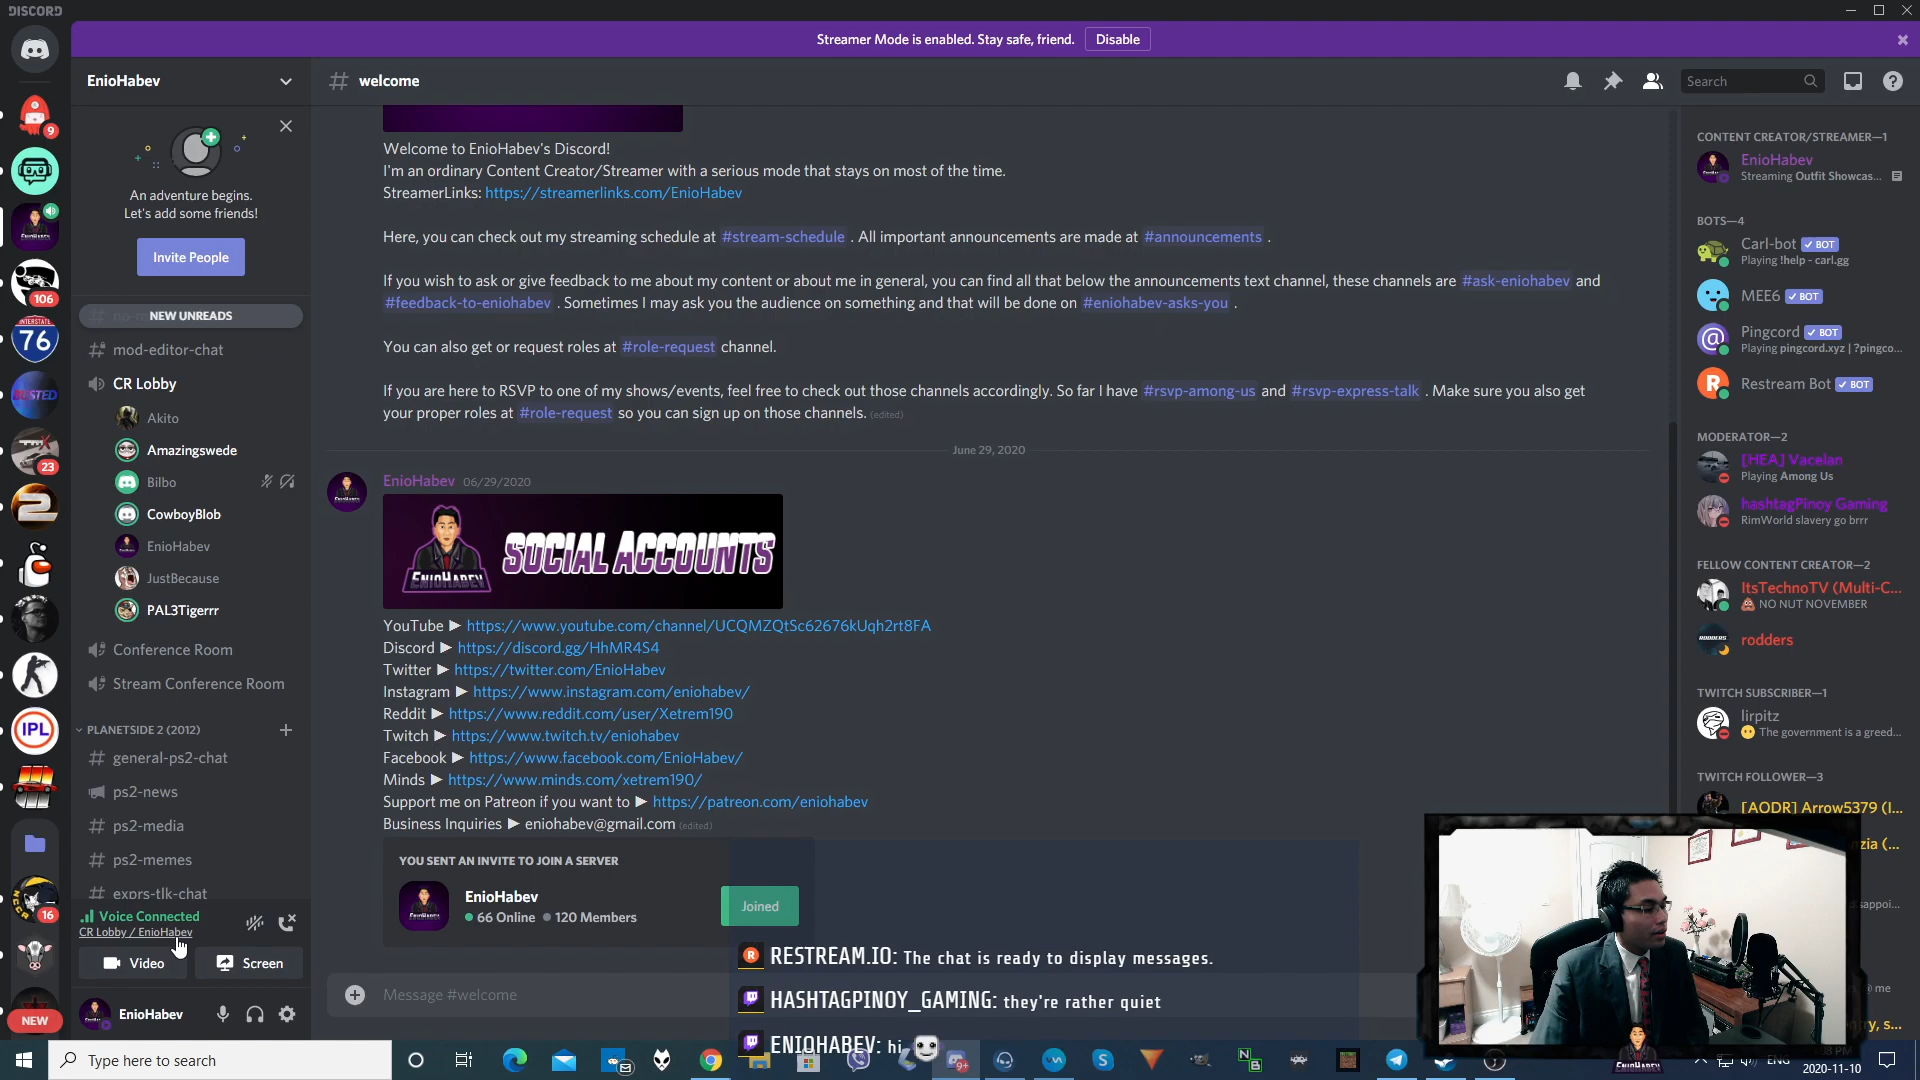 DISCORD
Streamer Mode is enabled. Stay safe, friend.
Disable
EnioHabev
welcome
Search
An adventure begins.
Let's add some friends!
Invite People
NEW UNREADS
mod-editor-chat
CR Lobby
Akito
Amazingswede
Bilbo
CowboyBlob
EnioHabev
JustBecause
PAL3Tigerrr
Conference Room
Stream Conference Room
PLANETSIDE 2 (2012)
general-ps2-chat
ps2-news
ps2-media
ps2-memes
exprs-tlk-chat
Voice Connected
CR Lobby / EnioHabev
Video
Screen
EnioHabev
9
106
INTERSTATE
76
BUSTED
23
2
IPL
16
NEW
Welcome to EnioHabev's Discord!
I'm an ordinary Content Creator/Streamer with a serious mode that stays on most of the time.
StreamerLinks: https://streamerlinks.com/EnioHabev
Here, you can check out my streaming schedule at #stream-schedule . All important announcements are made at #announcements .
If you wish to ask or give feedback to me about my content or about me in general, you can find all that below the announcements text channel, these channels are #ask-eniohabev and
#feedback-to-eniohabev . Sometimes I may ask you the audience on something and that will be done on #eniohabev-asks-you .
You can also get or request roles at #role-request channel.
If you are here to RSVP to one of my shows/events, feel free to check out those channels accordingly. So far I have #rsvp-among-us and #rsvp-express-talk . Make sure you also get
your proper roles at #role-request so you can sign up on those channels. (edited)
June 29, 2020
EnioHabev 06/29/2020
ENIOHABEV
SOCIAL ACCOUNTS
YouTube ► https://www.youtube.com/channel/UCQMZQtSc62676kUqh2rt8FA
Discord ► https://discord.gg/HhMR4S4
Twitter ► https://twitter.com/EnioHabev
Instagram ► https://www.instagram.com/eniohabev/
Reddit ► https://www.reddit.com/user/Xetrem190
Twitch ► https://www.twitch.tv/eniohabev
Facebook ► https://www.facebook.com/EnioHabev/
Minds ► https://www.minds.com/xetrem190/
Support me on Patreon if you want to ► https://patreon.com/eniohabev
Business Inquiries ► eniohabev@gmail.com (edited)
YOU SENT AN INVITE TO JOIN A SERVER
EnioHabev
66 Online 120 Members
Joined
Message #welcome
RESTREAM.IO: The chat is ready to display messages.
HASHTAGPINOY_GAMING: they're rather quiet
ENIOHABEV: hi
CONTENT CREATOR/STREAMER—1
EnioHabev
Streaming Outfit Showcas...
BOTS—4
Carl-bot ✓ BOT
Playing !help - carl.gg
MEE6 ✓ BOT
Pingcord ✓ BOT
Playing pingcord.xyz | ?pingco...
Restream Bot ✓ BOT
MODERATOR—2
[HEA] Vacelan
Playing Among Us
hashtagPinoy Gaming
RimWorld slavery go brrr
FELLOW CONTENT CREATOR—2
ItsTechnoTV (Multi-C...
NO NUT NOVEMBER
rodders
TWITCH SUBSCRIBER—1
lirpitz
The government is a greed...
TWITCH FOLLOWER—3
[AODR] Arrow5379 (I...
Type here to search
9+
ENG
2020-11-10